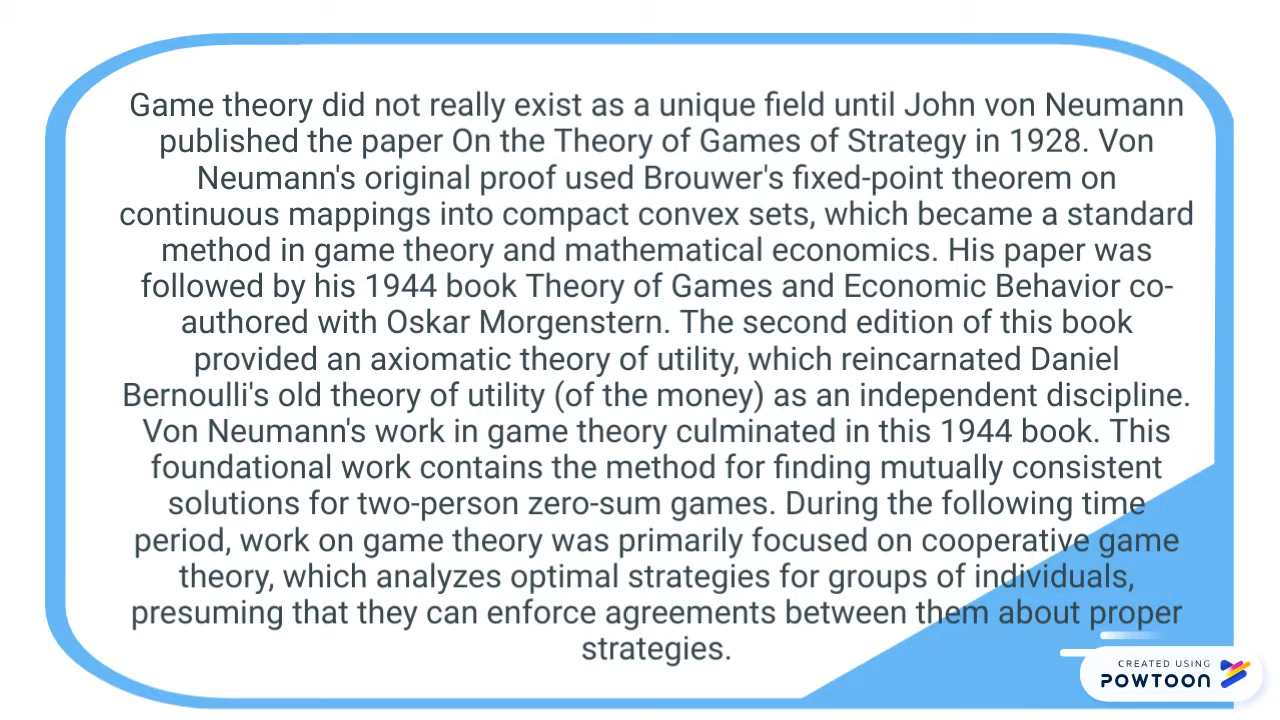 Game theory did not really exist as a unique field until John von Neumann
published the paper On the Theory of Games of Strategy in 1928. Von
Neumann's original proof used Brouwer's fixed-point theorem on
continuous mappings into compact convex sets, which became a standard
method in game theory and mathematical economics. His paper was
followed by his 1944 book Theory of Games and Economic Behavior co-
authored with Oskar Morgenstern. The second edition of this book
provided an axiomatic theory of utility, which reincarnated Daniel
Bernoulli's old theory of utility (of the money) as an independent discipline.
Von Neumann's work in game theory culminated in this 1944 book. This
foundational work contains the method for finding mutually consistent
solutions for two-person zero-sum games. During the following time
period, work on game theory was primarily focused on cooperative game
theory, which analyzes optimal strategies for groups of individuals,
presuming that they can enforce agreements between them about proper
strategies.
CREATED USING
POWTOON